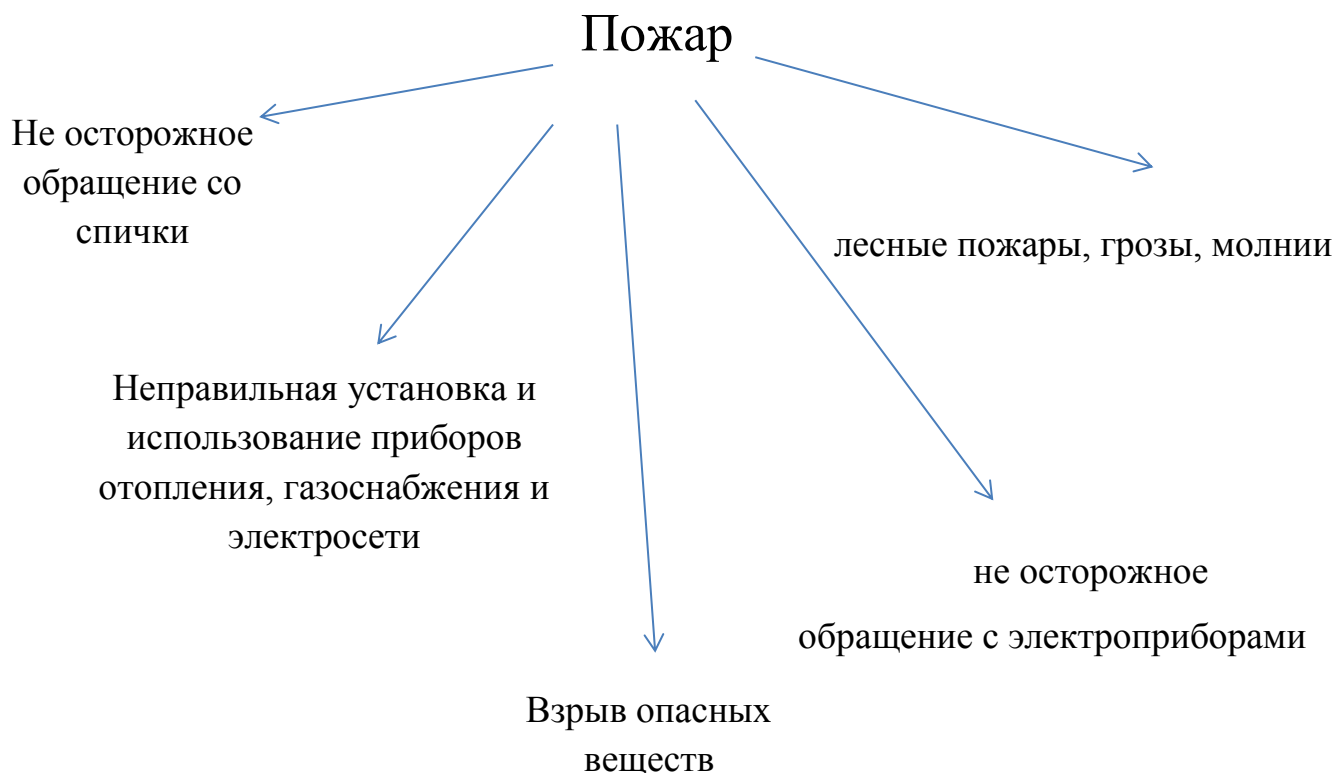 Пожар
Не осторожное
обращение со
спички
лесные пожары, грозы, молнии
Неправильная установка и
использование приборов
отопления, газоснабжения и
электросети
не осторожное
обращение с электроприборами
Взрыв опасных
веществ